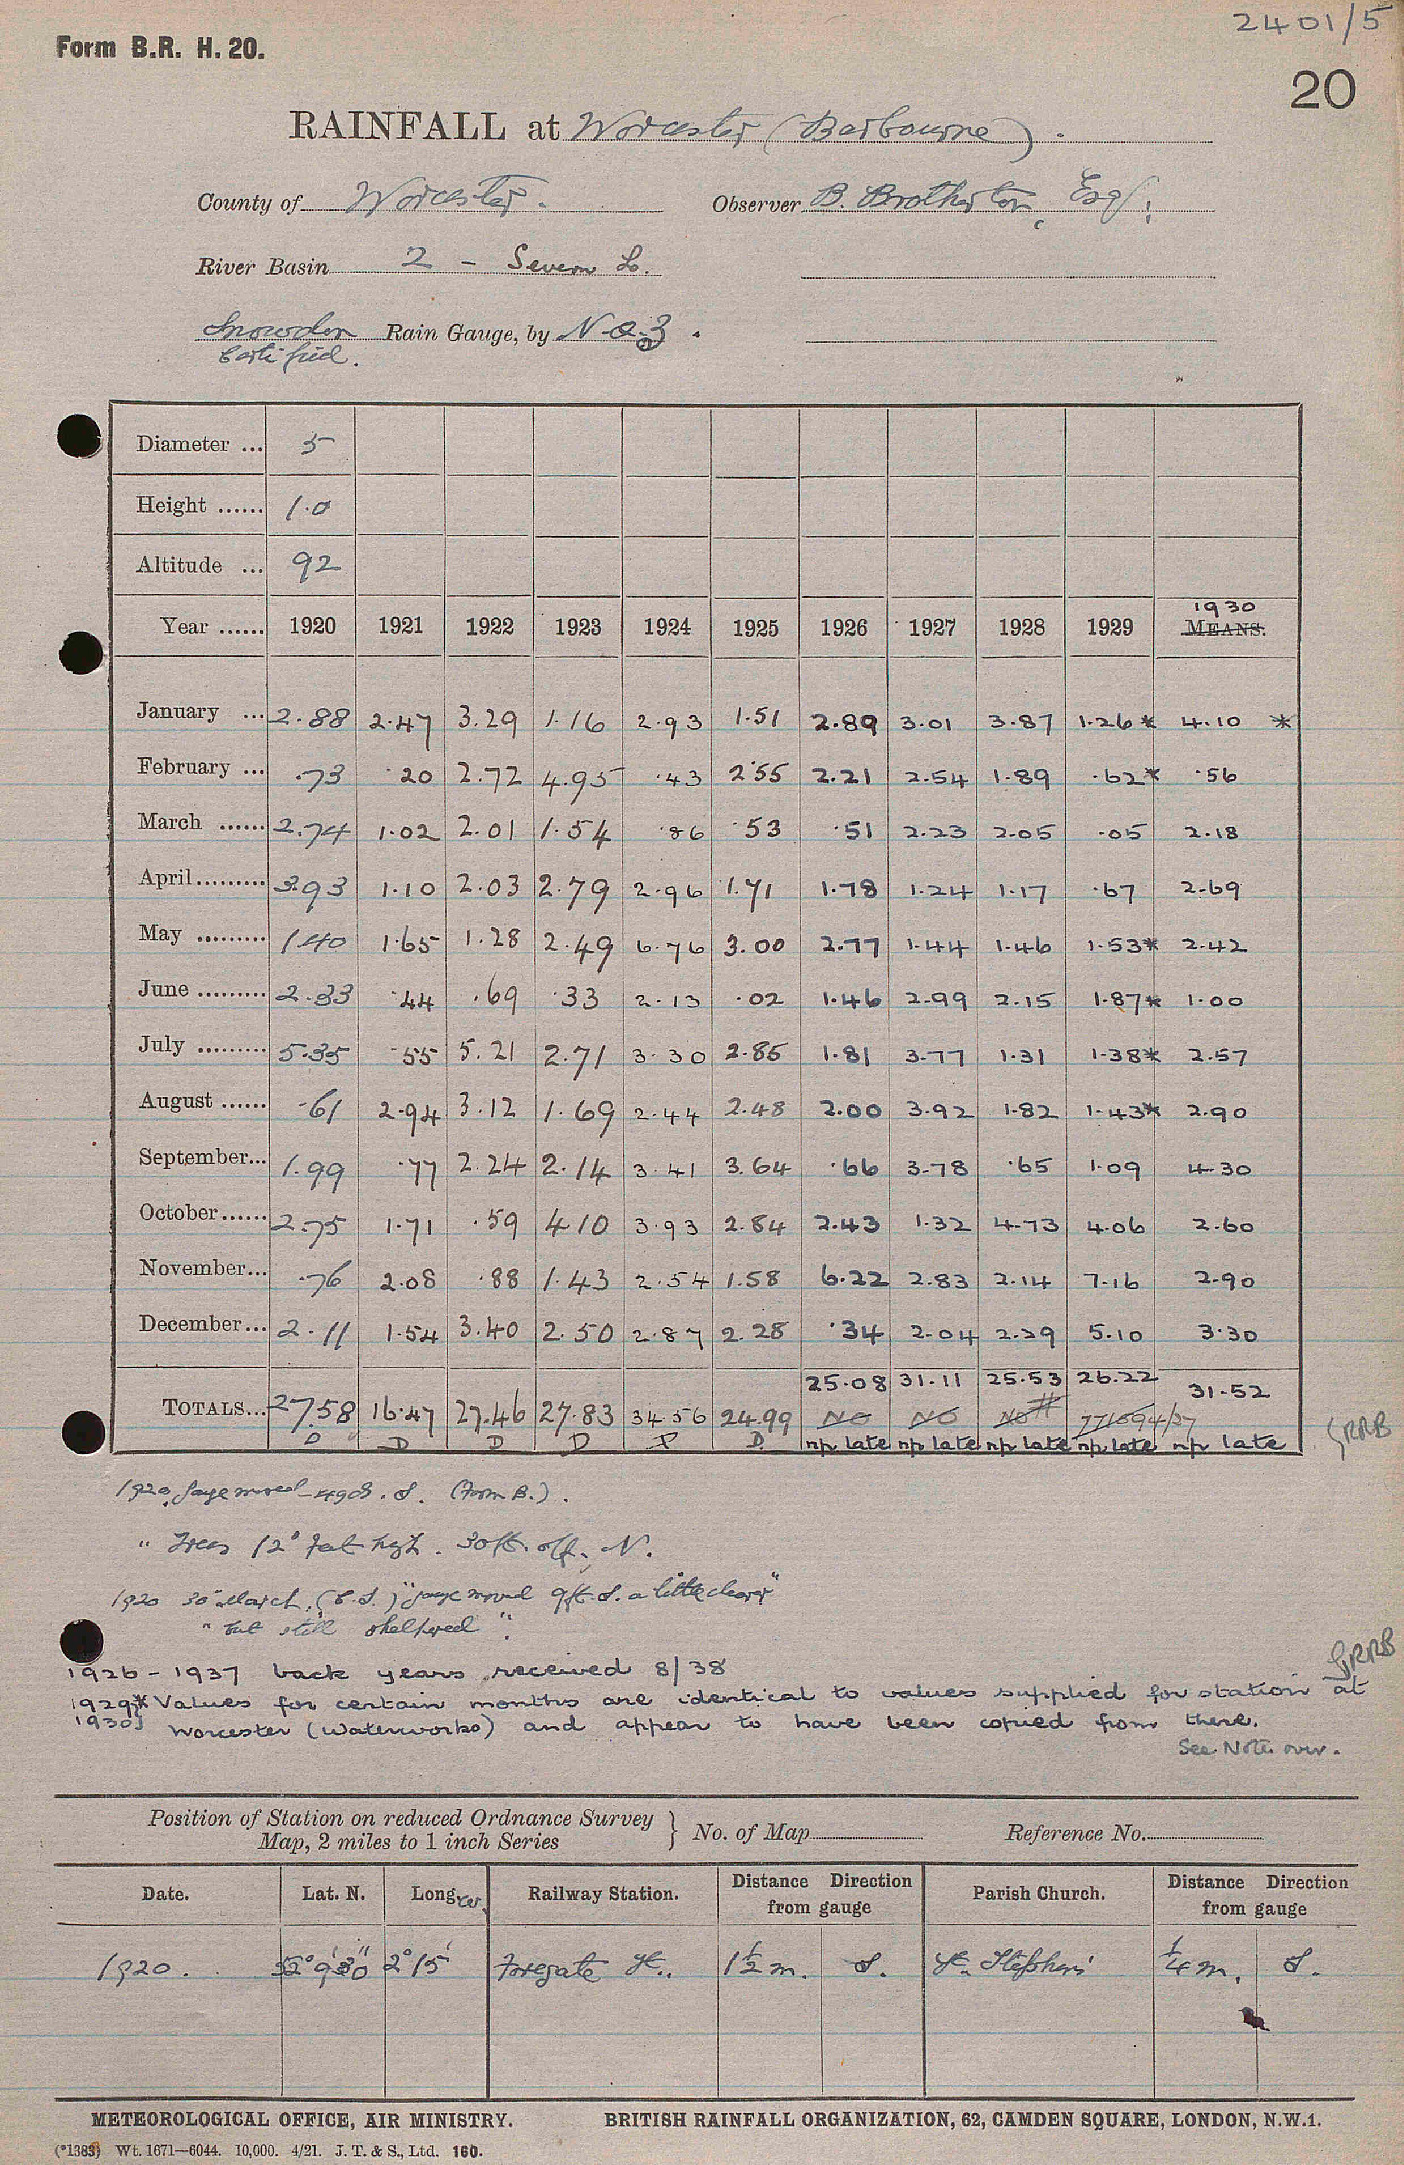 2401/5
Form B.R. H. 20.
20
RAINFALL at Worcester (Barbourne).
County of Worcester. Observer B. Brotherton, Esq.
River Basin 2 - Severn L.
Snowdon Rain Gauge, by N. & Z.
Certified.
Diameter ... 5
Height ...... 1.0
Altitude ... 92
1930
Year ...... 1920 1921 1922 1923 1924 1925 1926 1927 1928 1929 MEANS.
January ... 2.88 2.47 3.29 1.16 2.93 1.51 2.89 3.01 3.87 1.26* 4.10 *
February ... .73 .20 2.72 4.95 .43 2.55 2.21 2.54 1.89 .62* .56
March ...... 2.74 1.02 2.01 1.54 .86 .53 .51 2.23 2.05 .05 2.18
April ......... 3.93 1.10 2.03 2.79 2.96 1.71 1.78 1.24 1.17 .67 2.69
May ......... 1.40 1.65 1.28 2.49 6.76 3.00 2.77 1.44 1.46 1.53* 2.42
June ......... 2.33 .44 .69 .33 2.13 .02 1.46 2.99 2.15 1.87* 1.00
July ......... 5.35 .55 5.21 2.71 3.30 2.85 1.81 3.77 1.31 1.38* 2.57
August ...... .61 2.94 3.12 1.69 2.44 2.48 2.00 3.92 1.82 1.43* 2.90
September... 1.99 .77 2.24 2.14 3.41 3.64 .66 3.78 .65 1.09 4.30
October...... 2.75 1.71 .59 4.10 3.93 2.84 2.43 1.32 4.73 4.06 2.60
November... .76 2.08 .88 1.43 2.54 1.58 6.22 2.83 2.14 7.16 2.90
December... 2.11 1.54 3.40 2.50 2.87 2.28 .34 2.04 2.29 5.10 3.30
25.08 31.11 25.53 26.22 31.52
TOTALS... 27.58 16.47 27.46 27.83 34.56 24.99 NO NO NO
D D D D P D np late np late np late np late np late
GRRB
1920. Gauge moved S. (Form B.).
" Trees 12 feet high. 30ft. off. N.
1920 30 March. "gauge moved 9ft. S. a little clearer"
" but still sheltered ".
GRRB
1926 - 1937 back years received 8/38
1929 * Values for certain months are identical to values supplied for station at
1930 Worcester (Waterworks) and appear to have been copied from there.
See Note over.
Position of Station on reduced Ordnance Survey
Map, 2 miles to 1 inch Series } No. of Map Reference No.
Date. Lat. N. Long. W. Railway Station. Distance Direction from gauge Parish Church. Distance Direction from gauge
1920. 52° 9' 30" 2° 15' Foregate St. 1½ m. S. St. Stephens' ¼ m. S.
METEOROLOGICAL OFFICE, AIR MINISTRY. BRITISH RAINFALL ORGANIZATION, 62, CAMDEN SQUARE, LONDON, N.W.1.
(*1383) Wt. 1671—6044. 10,000. 4/21. J. T. & S., Ltd. 160.